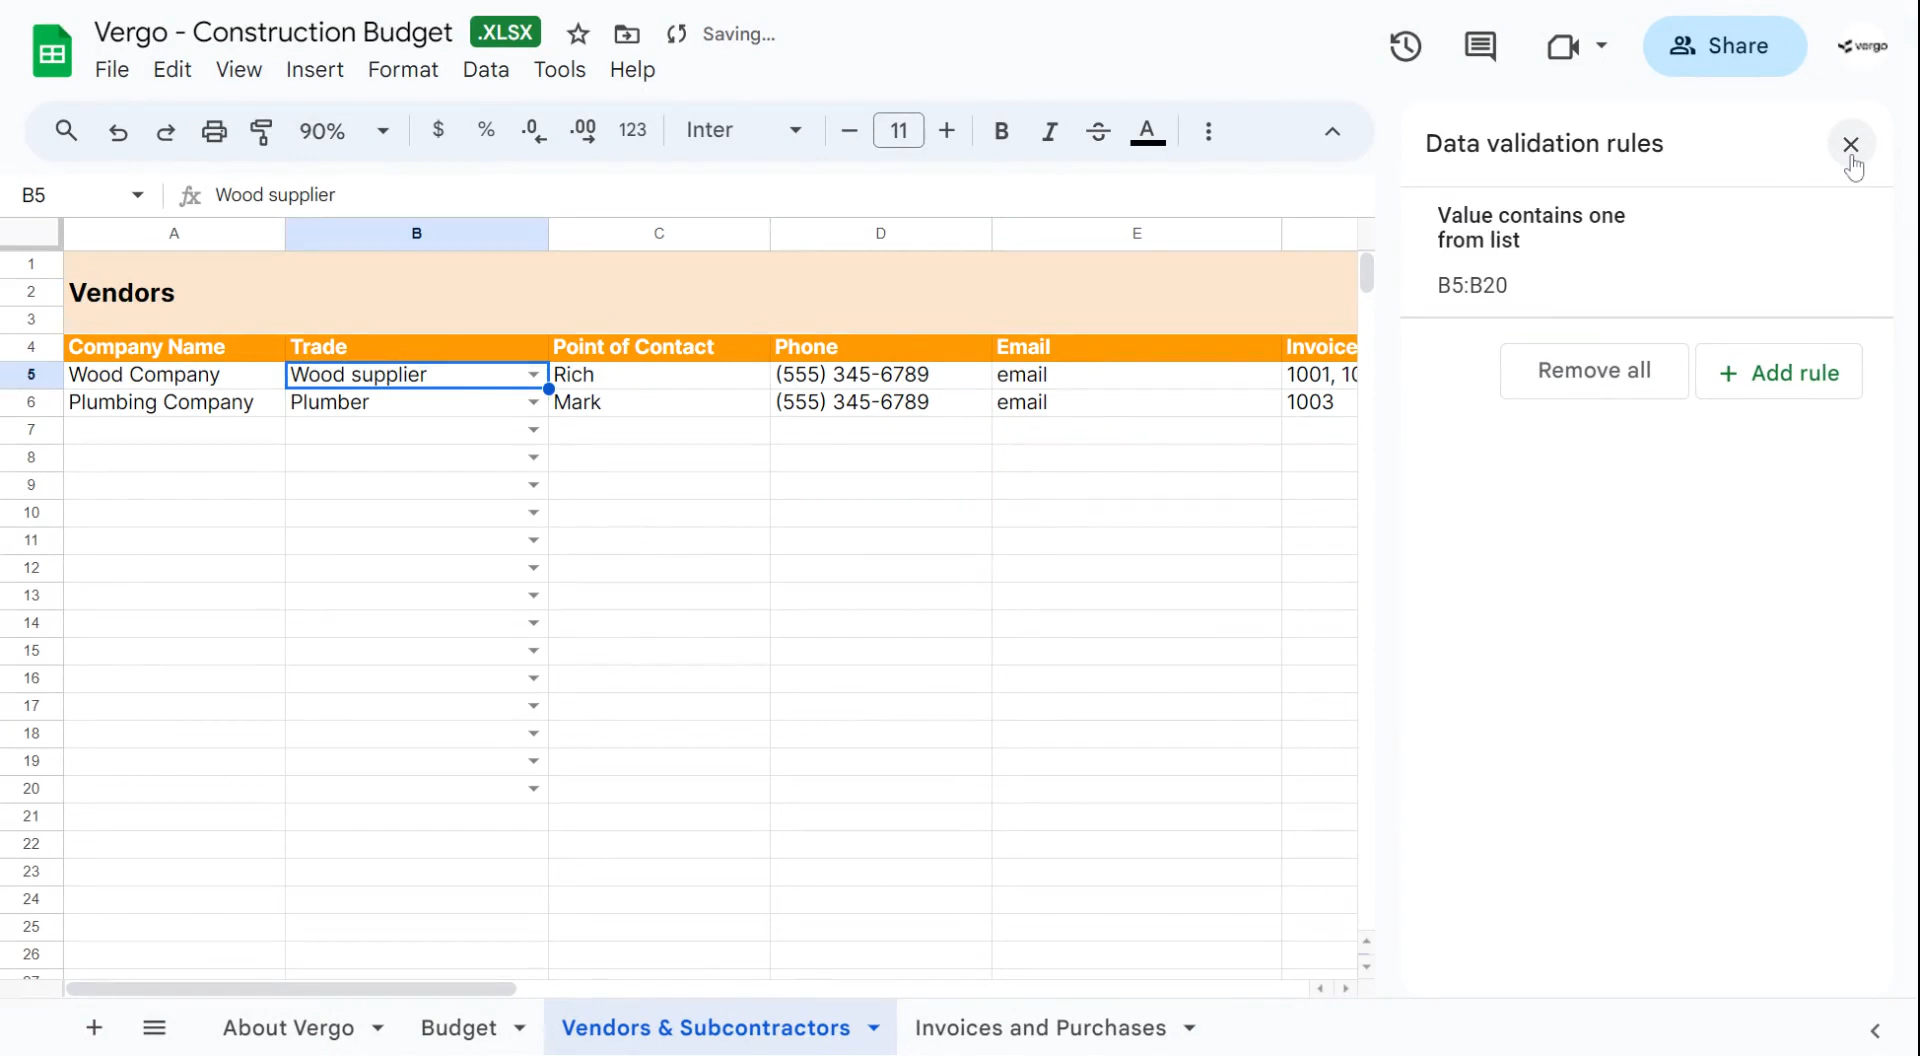 Vergo - Construction Budget .XLSX Saving...
File Edit View Insert Format Data Tools Help
Share
vergo
90% $ % .0 .00 123 Inter 11 B I S A
B5 fx Wood supplier
A B C D E
1
2 Vendors
3
4 Company Name Trade Point of Contact Phone Email Invoice
5 Wood Company Wood supplier Rich (555) 345-6789 email 1001, 10
6 Plumbing Company Plumber Mark (555) 345-6789 email 1003
7
8
9
10
11
12
13
14
15
16
17
18
19
20
21
22
23
24
25
26
27
Data validation rules
Value contains one
from list
B5:B20
Remove all + Add rule
About Vergo Budget Vendors & Subcontractors Invoices and Purchases